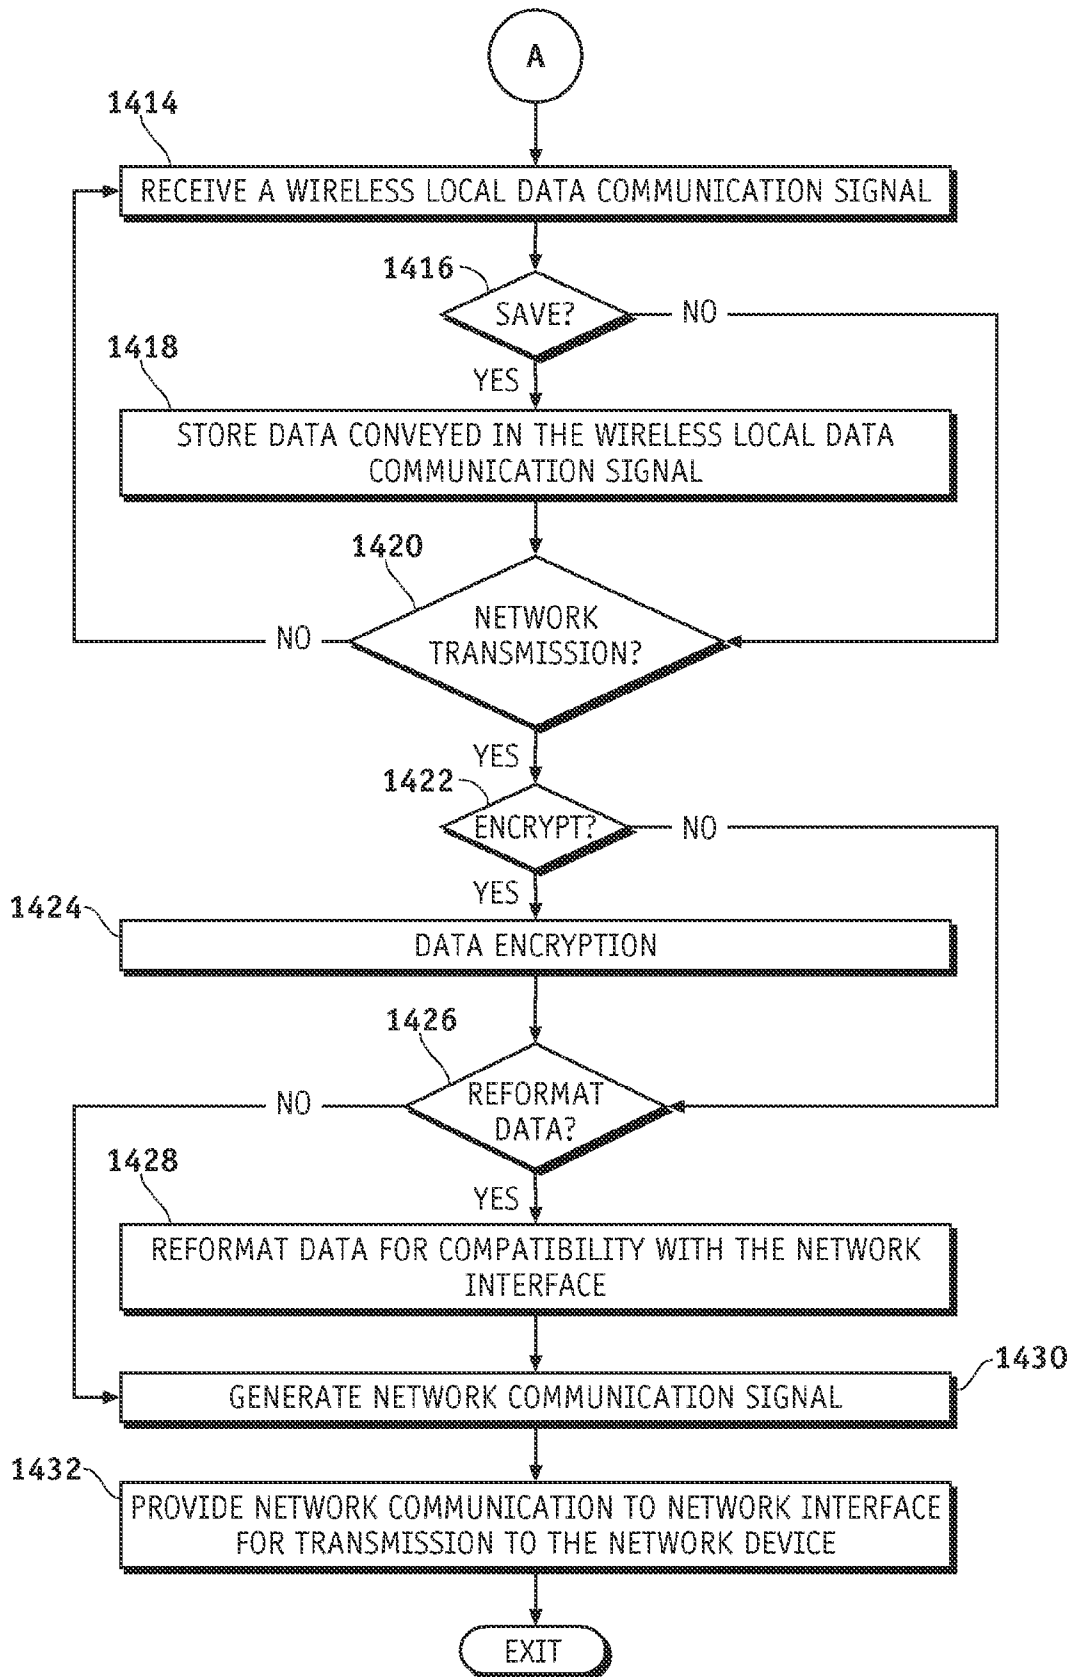 A
1414
RECEIVE A WIRELESS LOCAL DATA COMMUNICATION SIGNAL
1416
SAVE?
NO
1418
YES
STORE DATA CONVEYED IN THE WIRELESS LOCAL DATA
COMMUNICATION SIGNAL
1420
NETWORK
TRANSMISSION?
NO
YES
1422
ENCRYPT?
NO
YES
1424
DATA ENCRYPTION
1426
REFORMAT
DATA?
NO
1428
YES
REFORMAT DATA FOR COMPATIBILITY WITH THE NETWORK
INTERFACE
1430
GENERATE NETWORK COMMUNICATION SIGNAL
1432
PROVIDE NETWORK COMMUNICATION TO NETWORK INTERFACE
FOR TRANSMISSION TO THE NETWORK DEVICE
EXIT